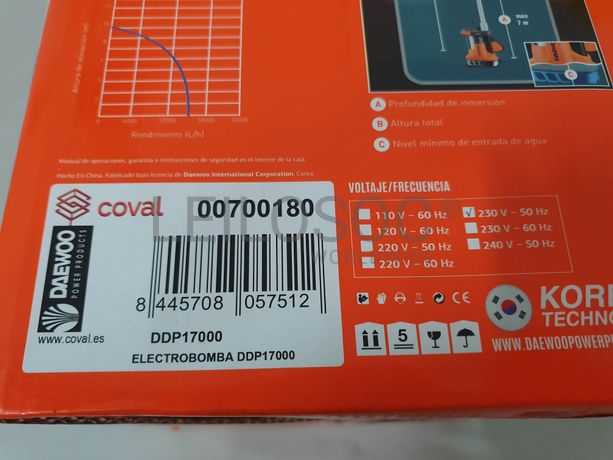 Altura de elevación (m)
6000 12000 18000 24000
Rendimiento (L/h)
max
7 m
C
A Profundidad de inmersión
B Altura total
C Nivel mínimo de entrada de agua
Manual de operaciones, garantía e instrucciones de seguridad en el interior de la caja.
Hecho En China. Fabricado bajo licencia de Daewoo International Corporation, Corea
VOLTAJE/FRECUENCIA
110 V – 60 Hz
120 V – 60 Hz
220 V – 50 Hz
220 V – 60 Hz
230 V – 50 Hz
230 V – 60 Hz
240 V – 50 Hz
coval 00700180
LEILOSOC®
WORLD
DAEWOO
POWER PRODUCTS
8 445708 057512
www.coval.es
DDP17000
ELECTROBOMBA DDP17000
5
CE
TECHNO
WWW.DAEWOOPOWERP